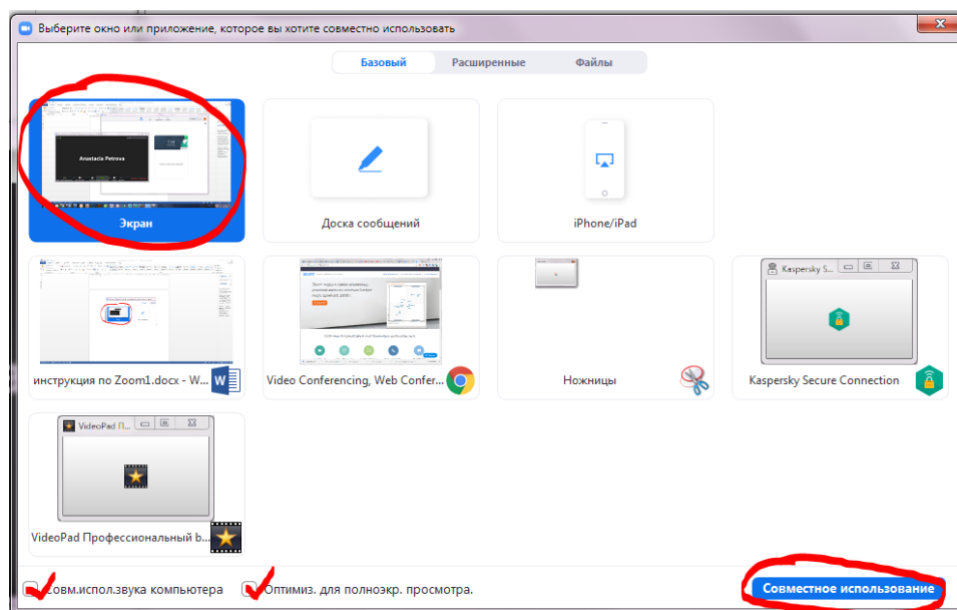 Выберите окно или приложение, которое вы хотите совместно использовать
Базовый Расширенные Файлы
Anastacia Petrova
Экран
Доска сообщений
iPhone/iPad
Kaspersky S...
инструкция по Zoom1.docx - W...
Video Conferencing, Web Confer...
Ножницы
Kaspersky Secure Connection
VideoPad П...
VideoPad Профессиональный b...
Совм.испол.звука компьютера
Оптимиз. для полноэкр. просмотра.
Совместное использование